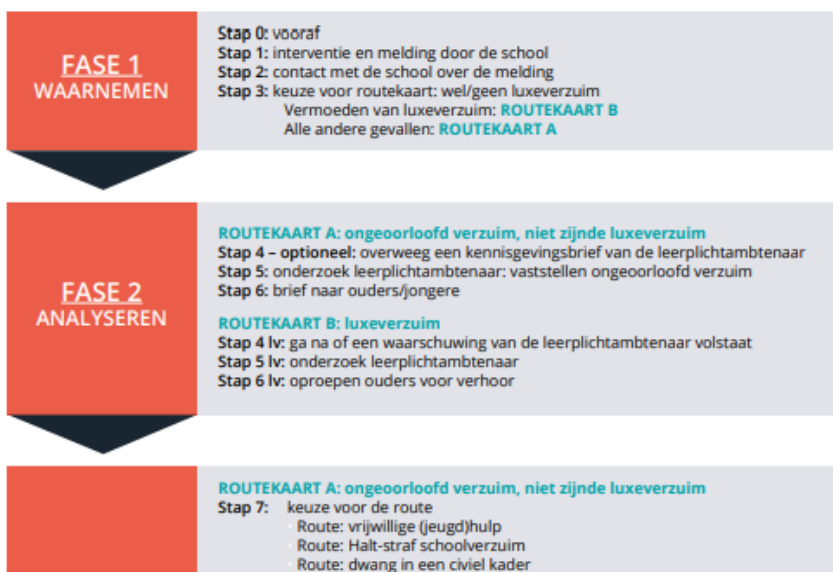 FASE 1
WAARNEMEN
Stap 0: vooraf
Stap 1: interventie en melding door de school
Stap 2: contact met de school over de melding
Stap 3: keuze voor routekaart: wel/geen luxeverzuim
Vermoeden van luxeverzuim: ROUTEKAART B
Alle andere gevallen: ROUTEKAART A
FASE 2
ANALYSEREN
ROUTEKAART A: ongeoorloofd verzuim, niet zijnde luxeverzuim
Stap 4 – optioneel: overweeg een kennisgevingsbrief van de leerplichtambtenaar
Stap 5: onderzoek leerplichtambtenaar: vaststellen ongeoorloofd verzuim
Stap 6: brief naar ouders/jongere
ROUTEKAART B: luxeverzuim
Stap 4 lv: ga na of een waarschuwing van de leerplichtambtenaar volstaat
Stap 5 lv: onderzoek leerplichtambtenaar
Stap 6 lv: oproepen ouders voor verhoor
ROUTEKAART A: ongeoorloofd verzuim, niet zijnde luxeverzuim
Stap 7: keuze voor de route
Route: vrijwillige (jeugd)hulp
Route: Halt-straf schoolverzuim
Route: dwang in een civiel kader